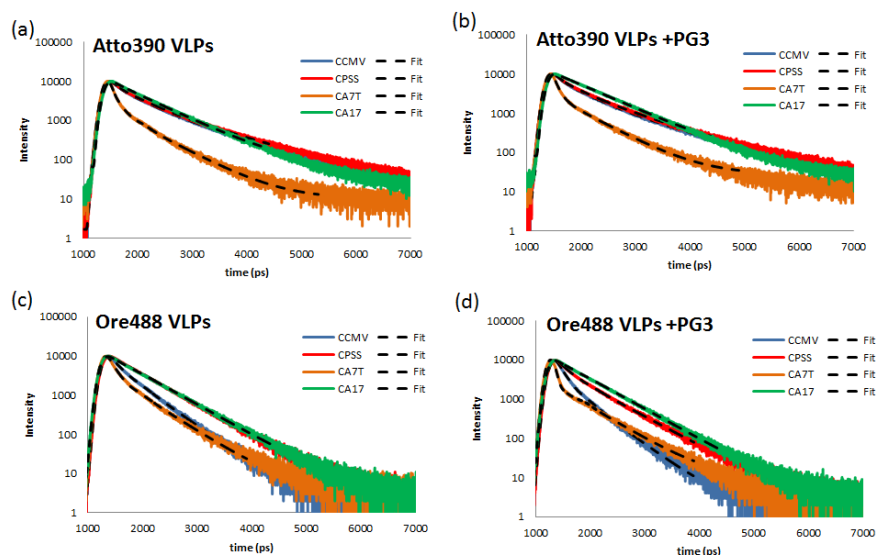 (a)
Atto390 VLPs
CCMV Fit
CPSS Fit
CA7T Fit
CA17 Fit
100000
10000
1000
100
10
1
Intensity
1000 2000 3000 4000 5000 6000 7000
time (ps)
(b)
Atto390 VLPs +PG3
CCMV Fit
CPSS Fit
CA7T Fit
CA17 Fit
100000
10000
1000
100
10
1
Intensity
1000 2000 3000 4000 5000 6000 7000
time (ps)
(c)
Ore488 VLPs
CCMV Fit
CPSS Fit
CA7T Fit
CA17 Fit
100000
10000
1000
100
10
1
Intensity
1000 2000 3000 4000 5000 6000 7000
time (ps)
(d)
Ore488 VLPs +PG3
CCMV Fit
CPSS Fit
CA7T Fit
CA17 Fit
100000
10000
1000
100
10
1
Intensity
1000 2000 3000 4000 5000 6000 7000
time (ps)